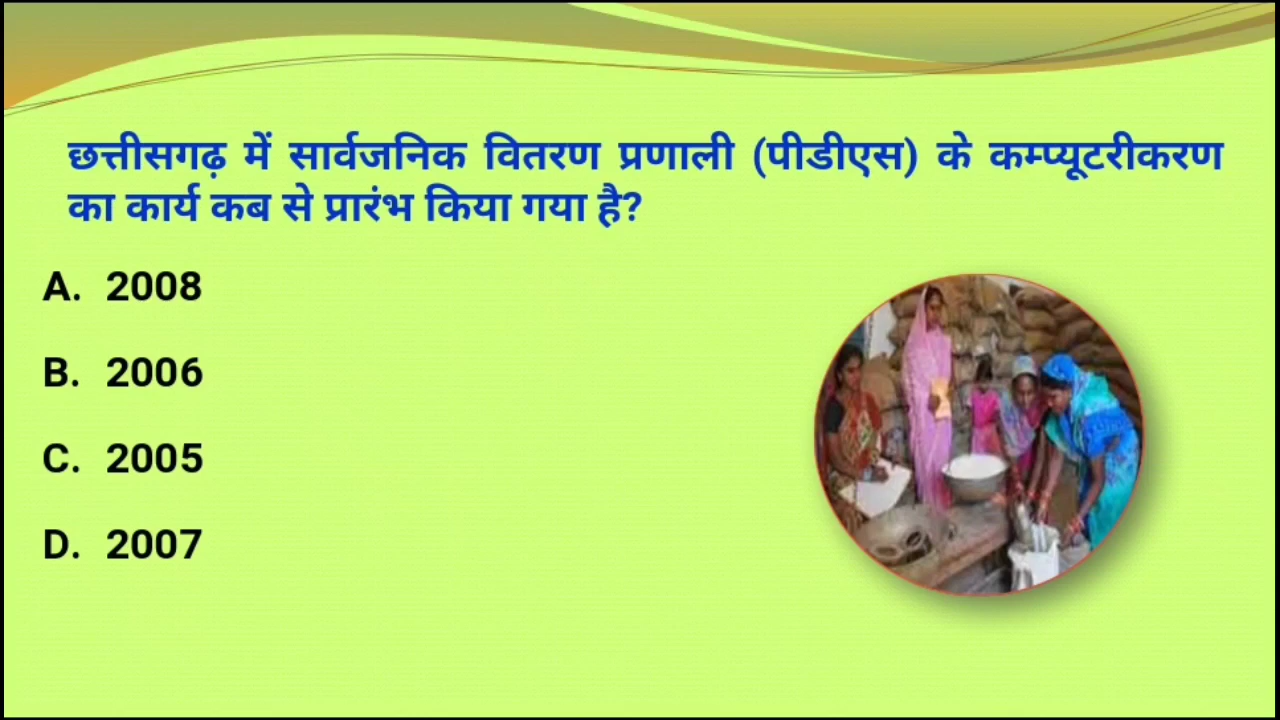 छत्तीसगढ़ में सार्वजनिक वितरण प्रणाली (पीडीएस) के कम्प्यूटरीकरण
का कार्य कब से प्रारंभ किया गया है?
A. 2008
B. 2006
C. 2005
D. 2007